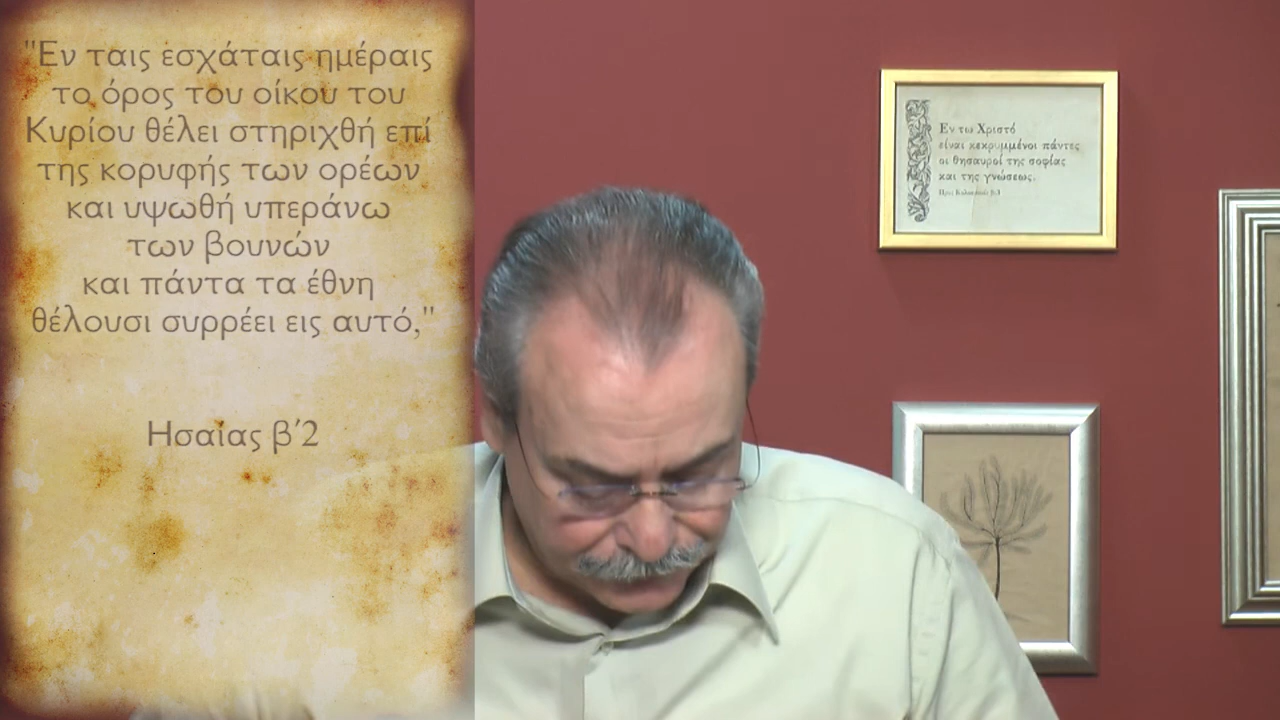 "Εν ταις εσχάταις ημέραις
το όρος του οίκου του
Κυρίου θέλει στηριχθή επί
της κορυφής των ορέων
και υψωθή υπεράνω
των βουνών
και πάντα τα έθνη
θέλουσι συρρέει εις αυτό,"
Ησαΐας β΄2
Εν τω Χριστό
είναι κεκρυμμένοι πάντες
οι θησαυροί της σοφίας
και της γνώσεως.